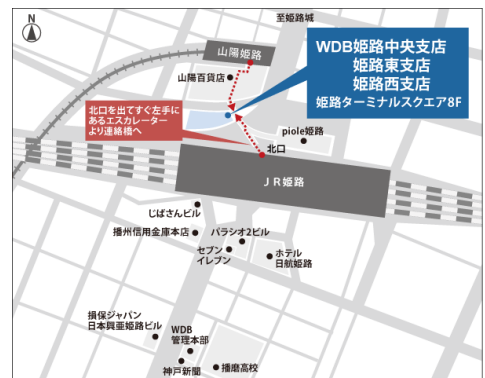 N
至姫路城
山陽姫路
山陽百貨店
WDB姫路中央支店
姫路東支店
姫路西支店
姫路ターミナルスクエア8F
北口を出てすぐ左手に
あるエスカレーター
より連絡橋へ
piole姫路
北口
JR姫路
じばさんビル
播州信用金庫本店
パラシオ2ビル
セブン
イレブン
ホテル
日航姫路
損保ジャパン
日本興亜姫路ビル
WDB
管理本部
神戸新聞
播磨高校